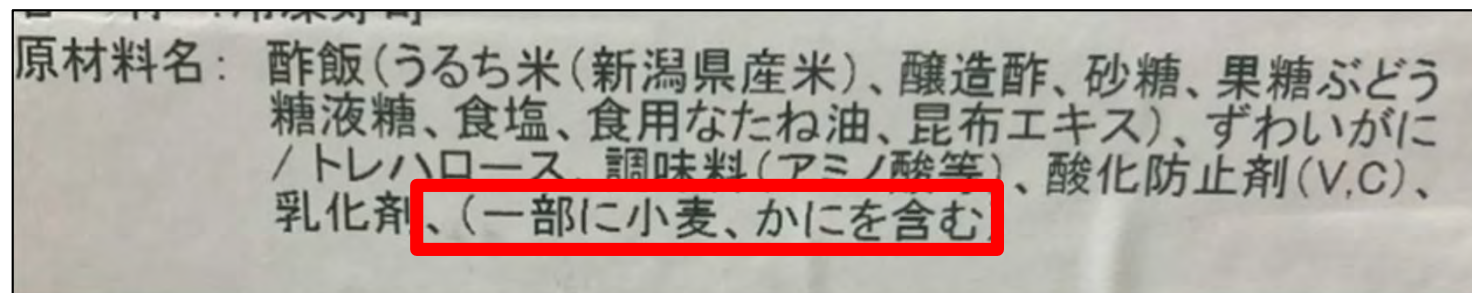 原材料名: 酢飯(うるち米(新潟県産米)、醸造酢、砂糖、果糖ぶどう
糖液糖、食塩、食用なたね油、昆布エキス)、ずわいがに
/トレハロース、調味料(アミノ酸等)、酸化防止剤(V,C)、
乳化剤、(一部に小麦、かにを含む)